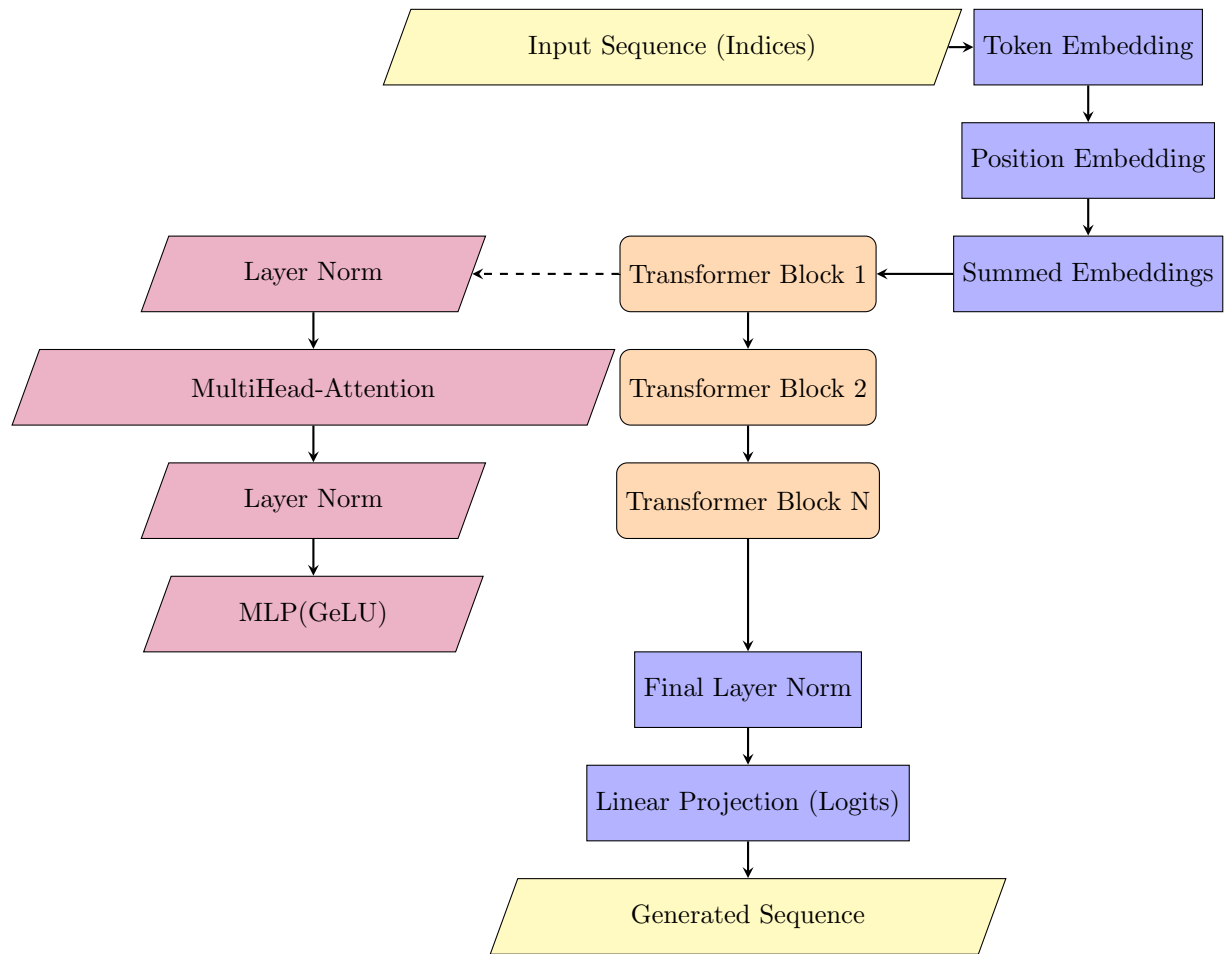 Input Sequence (Indices)
Token Embedding
Position Embedding
Layer Norm
Transformer Block 1
Summed Embeddings
MultiHead-Attention
Transformer Block 2
Layer Norm
Transformer Block N
MLP(GeLU)
Final Layer Norm
Linear Projection (Logits)
Generated Sequence